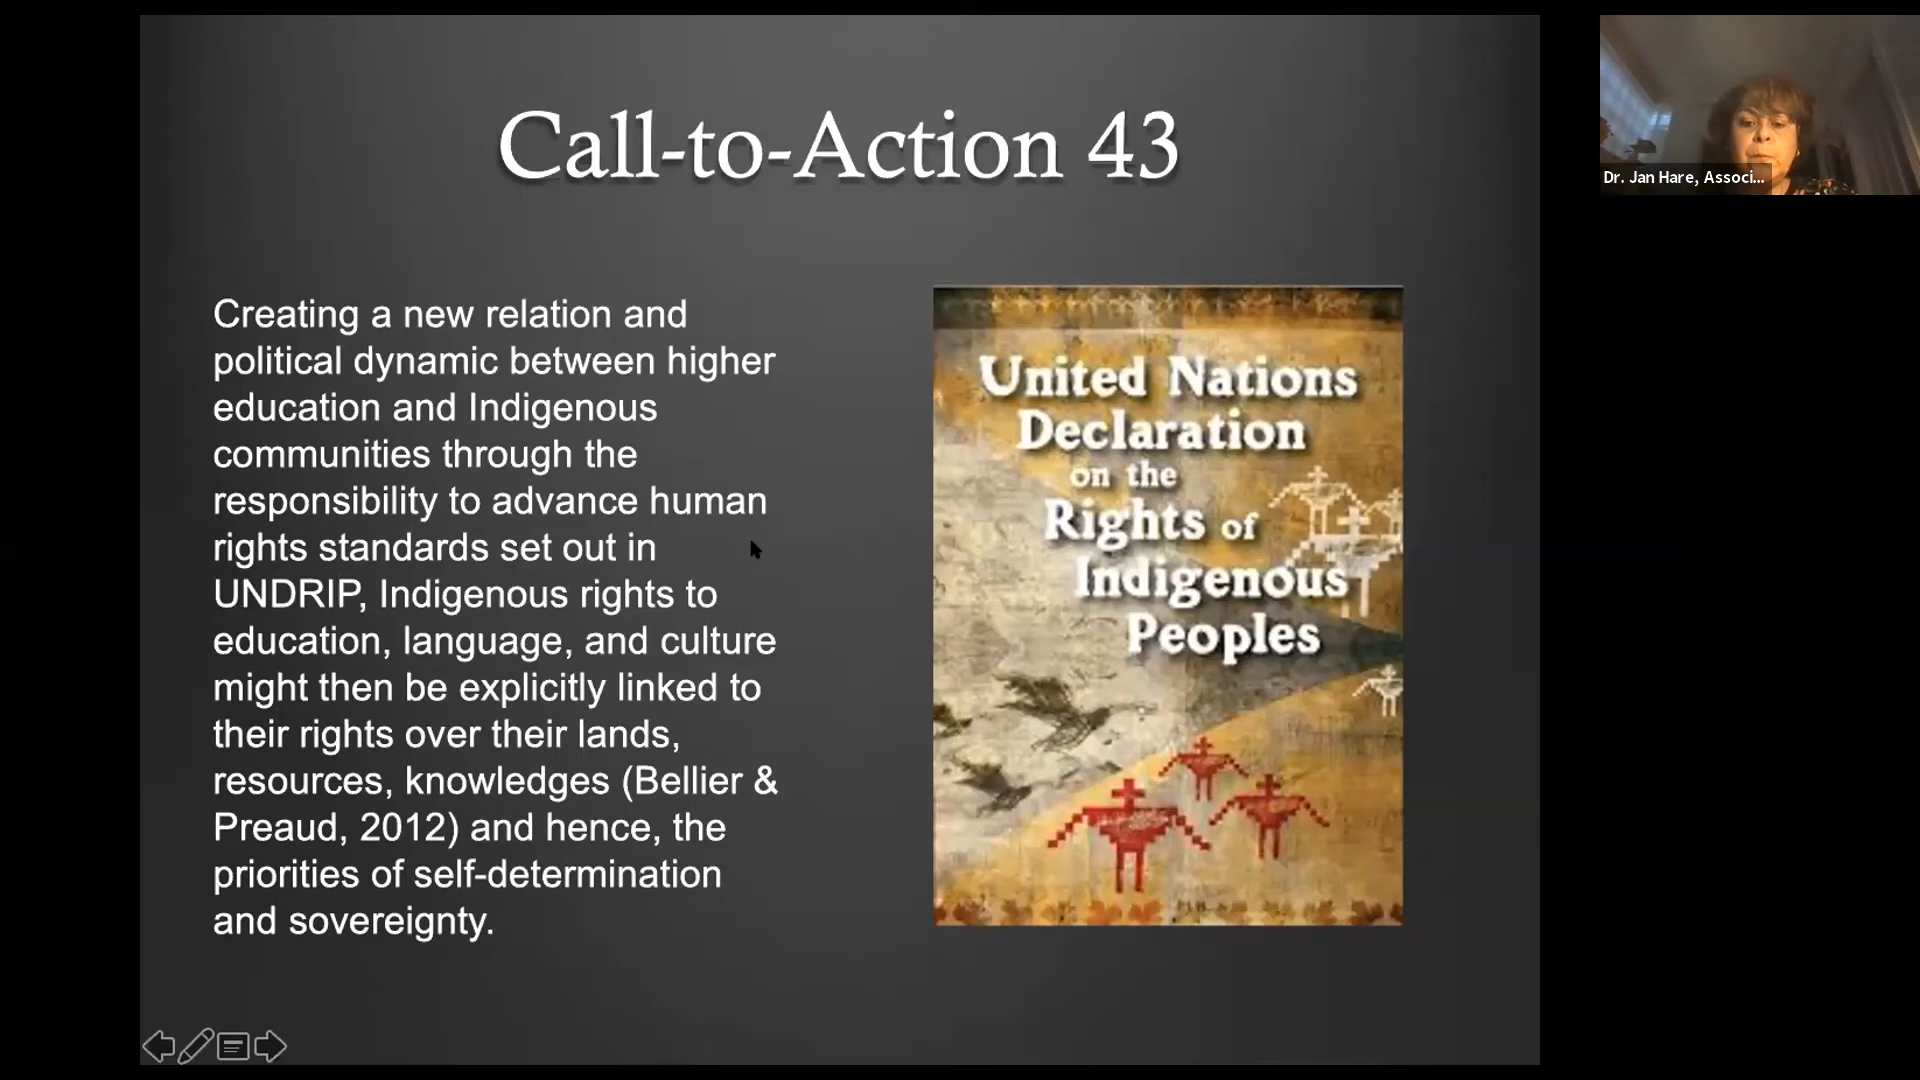 Call-to-Action 43
Creating a new relation and
political dynamic between higher
education and Indigenous
communities through the
responsibility to advance human
rights standards set out in
UNDRIP, Indigenous rights to
education, language, and culture
might then be explicitly linked to
their rights over their lands,
resources, knowledges (Bellier &
Preaud, 2012) and hence, the
priorities of self-determination
and sovereignty.
United Nations
Declaration
on the
Rights of
Indigenous
Peoples
Dr. Jan Hare, Associ...